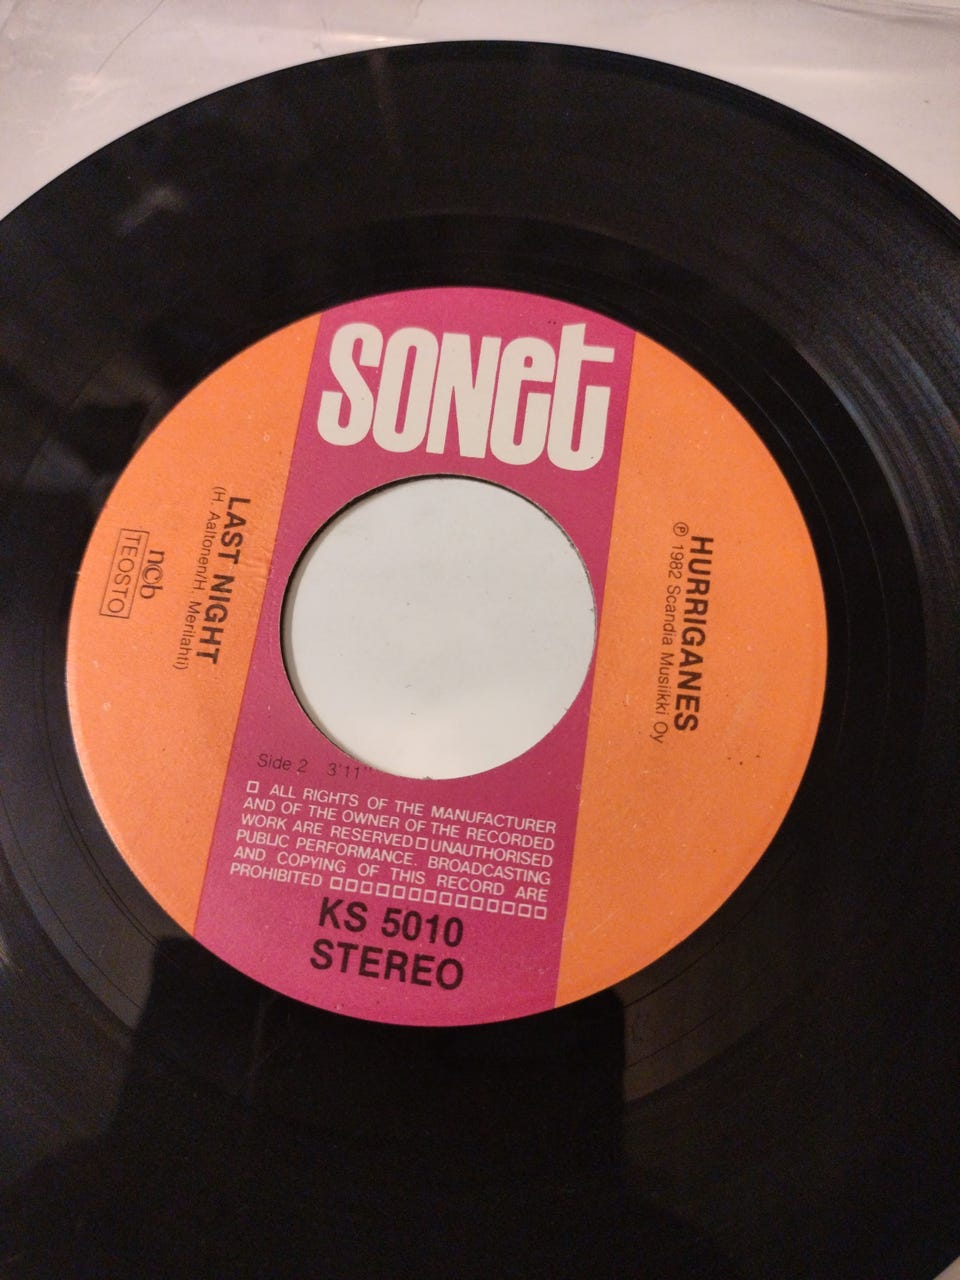 sonet
HURRIGANES
℗ 1982 Scandia Musiikki Oy
LAST NIGHT
(H. Aaltonen/H. Merilahti)
ncb
TEOSTO
Side 2 3'11''
□ ALL RIGHTS OF THE MANUFACTURER
AND OF THE OWNER OF THE RECORDED
WORK ARE RESERVED □ UNAUTHORISED
PUBLIC PERFORMANCE. BROADCASTING
AND COPYING OF THIS RECORD ARE
PROHIBITED □□□□□□□□□□□□□□
KS 5010
STEREO